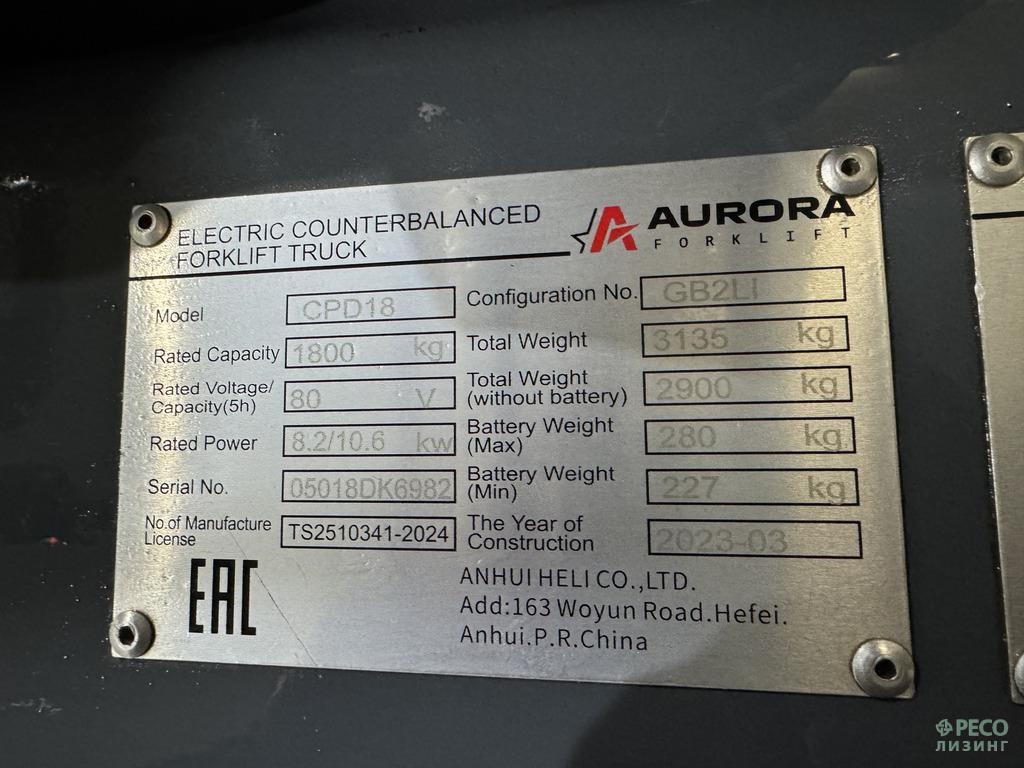 ELECTRIC COUNTERBALANCED
FORKLIFT TRUCK
AURORA
FORKLIFT
Model CPD18
Configuration No. GB2LI
Rated Capacity 1800 kg
Total Weight 3135 kg
Rated Voltage/
Capacity(5h) 80 V
Total Weight
(without battery) 2900 kg
Rated Power 8.2/10.6 kw
Battery Weight
(Max) 280 kg
Serial No. 05018DK6982
Battery Weight
(Min) 227 kg
No.of Manufacture
License TS2510341-2024
The Year of
Construction 2023-03
EAC
ANHUI HELI CO.,LTD.
Add:163 Woyun Road.Hefei.
Anhui.P.R.China
РЕСО
ЛИЗИНГ